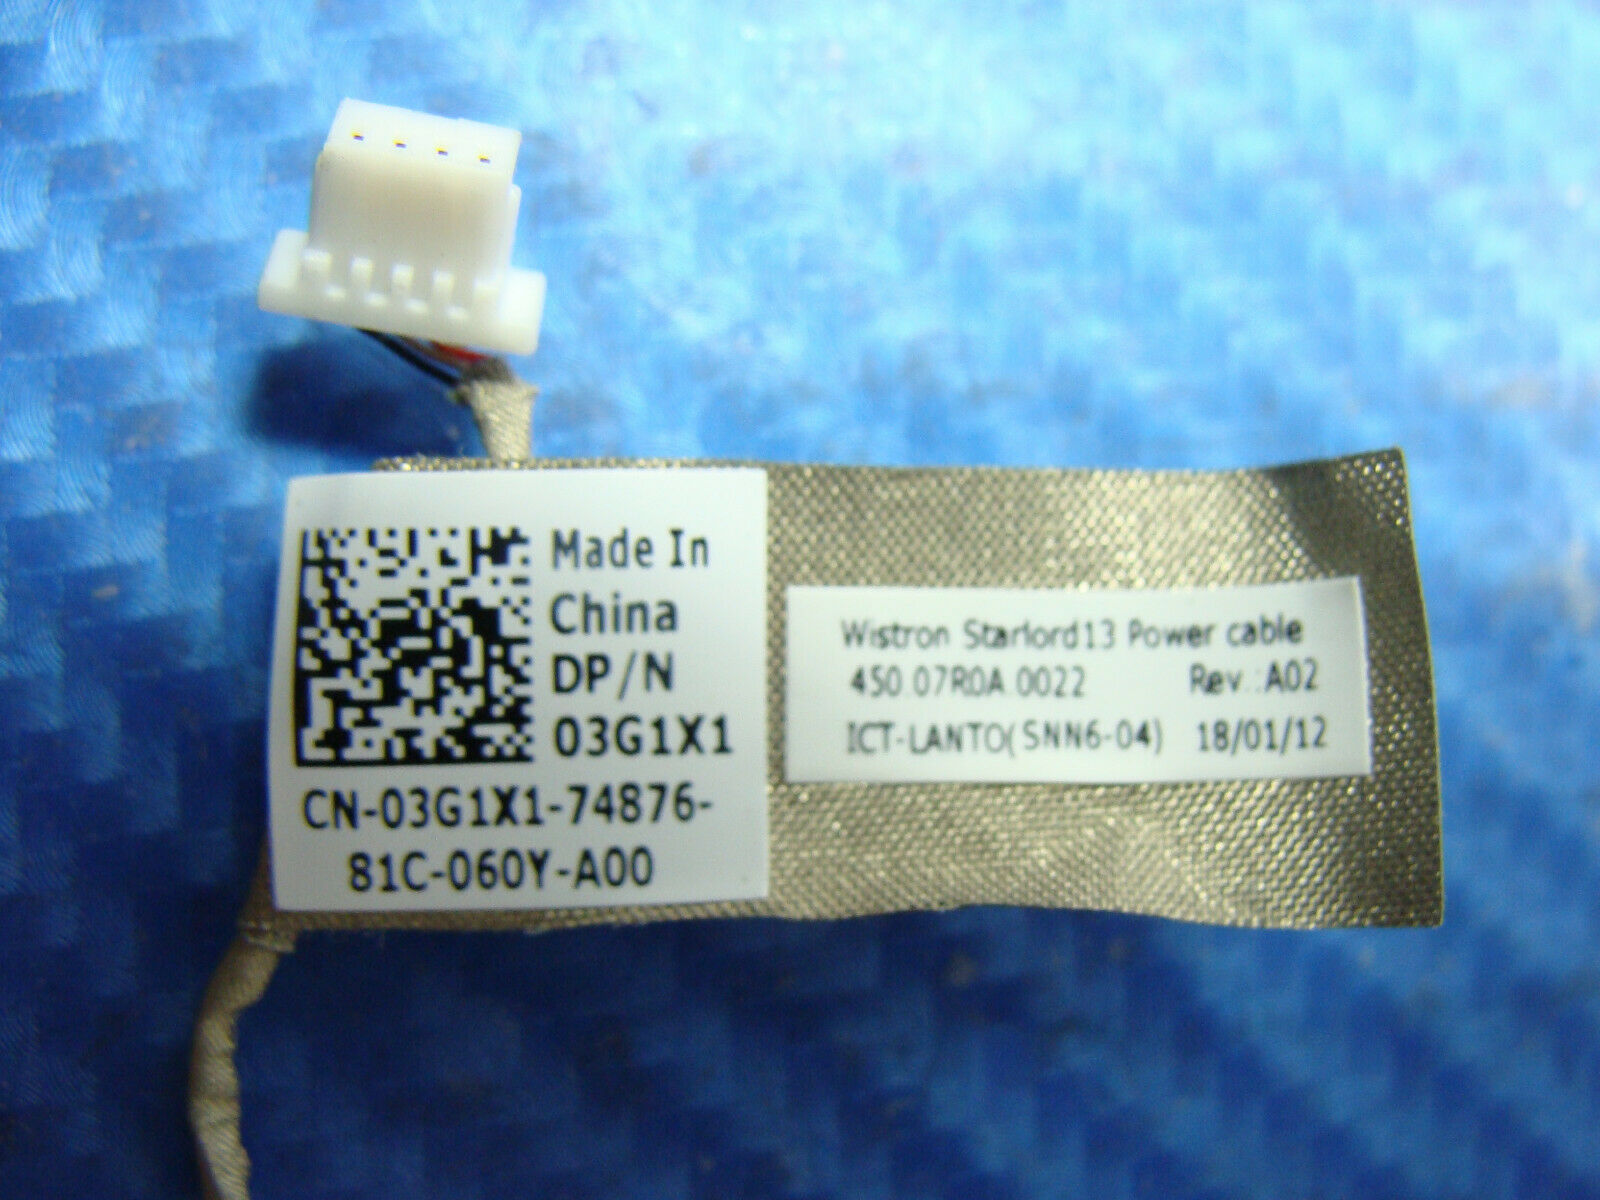 Made In
China
DP/N
03G1X1
CN-03G1X1-74876-
81C-060Y-A00
Wistron Starlord13 Power cable
450.07R0A.0022 Rev.:A02
ICT-LANTO(SNN6-04) 18/01/12